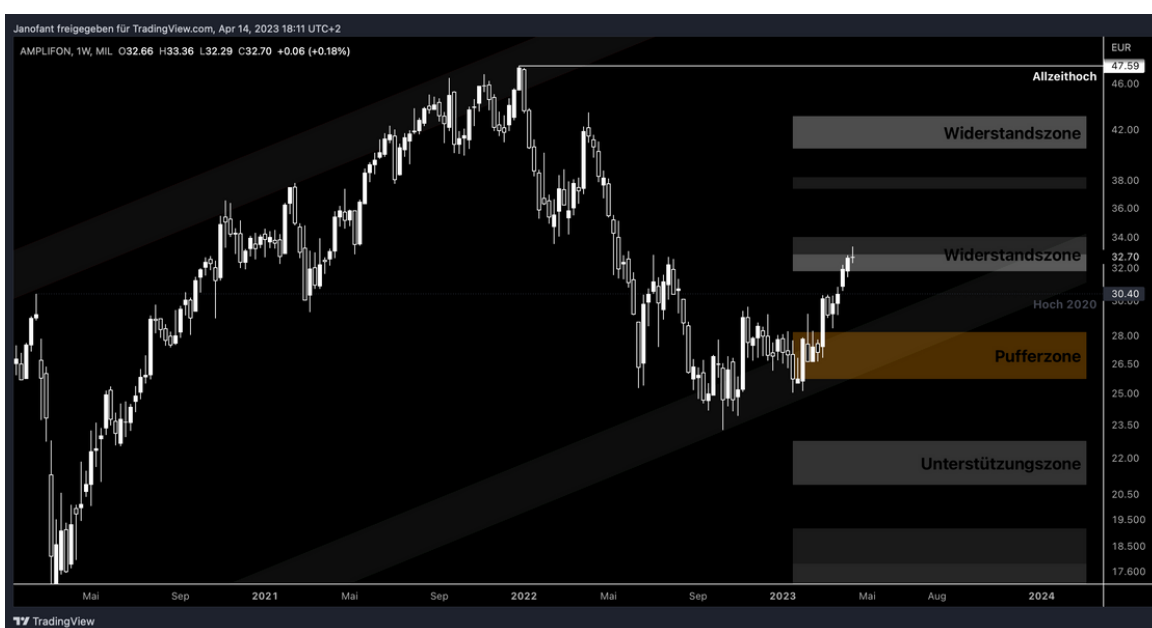 Janofant freigegeben für TradingView.com, Apr 14, 2023 18:11 UTC+2
AMPLIFON, 1W, MIL O32.66 H33.36 L32.29 C32.70 +0.06 (+0.18%)
EUR
47.59
Allzeithoch
46.00
Widerstandszone
42.00
38.00
36.00
34.00
Widerstandszone
32.70
32.00
30.40
30.00
Hoch 2020
28.00
Pufferzone
26.50
25.00
23.50
22.00
Unterstützungszone
20.50
19.500
18.500
17.600
Mai Sep 2021 Mai Sep 2022 Mai Sep 2023 Mai Aug 2024
TradingView